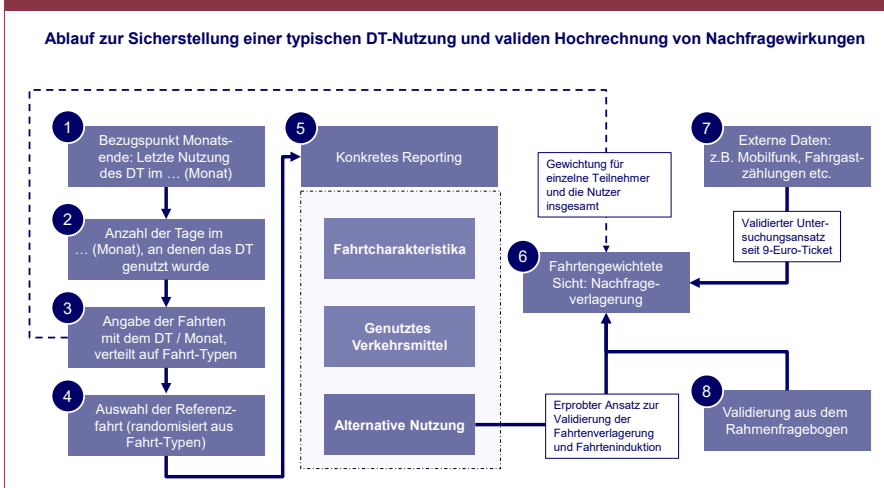 Ablauf zur Sicherstellung einer typischen DT-Nutzung und validen Hochrechnung von Nachfragewirkungen
1
Bezugspunkt Monats-
ende: Letzte Nutzung
des DT im … (Monat)
2
Anzahl der Tage im
… (Monat), an denen das DT
genutzt wurde
3
Angabe der Fahrten
mit dem DT / Monat,
verteilt auf Fahrt-Typen
4
Auswahl der Referenz-
fahrt (randomisiert aus
Fahrt-Typen)
5
Konkretes Reporting
Fahrtcharakteristika
Genutztes
Verkehrsmittel
Alternative Nutzung
Gewichtung für
einzelne Teilnehmer
und die Nutzer
insgesamt
6
Fahrtengewichtete
Sicht: Nachfrage-
verlagerung
Erprobter Ansatz zur
Validierung der
Fahrtenverlagerung
und Fahrteninduktion
7
Externe Daten:
z.B. Mobilfunk, Fahrgast-
zählungen etc.
Validierter Unter-
suchungsansatz
seit 9-Euro-Ticket
8
Validierung aus dem
Rahmenfragebogen